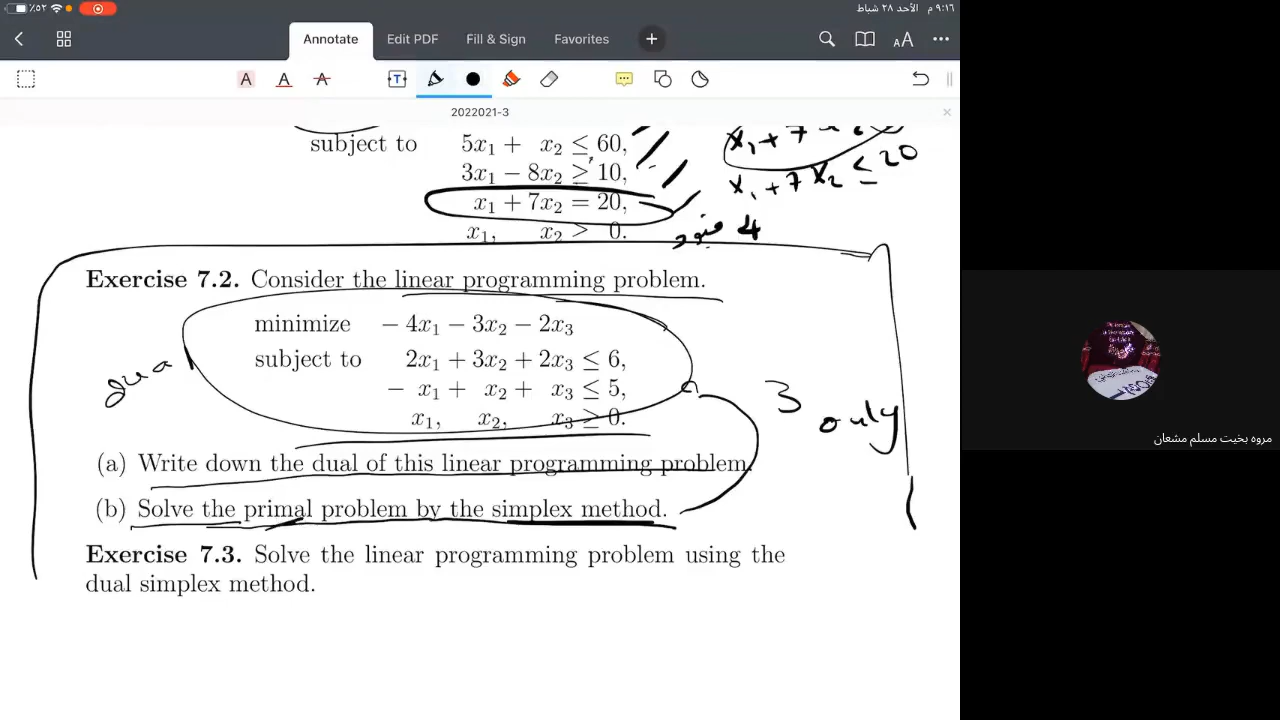 ٩:١٦ م الأحد ٢٨ شباط
٪٥٢
Annotate Edit PDF Fill & Sign Favorites
2022021-3
subject to 5x₁ + x₂ ≤ 60,
3x₁ − 8x₂ ≥ 10,
x₁ + 7x₂ = 20,
x₁, x₂ ≥ 0.
x₁ + 7x₂ ≤ 20
4 قيود
Exercise 7.2. Consider the linear programming problem.
minimize − 4x₁ − 3x₂ − 2x₃
subject to 2x₁ + 3x₂ + 2x₃ ≤ 6,
− x₁ + x₂ + x₃ ≤ 5,
x₁, x₂, x₃ ≥ 0.
3 only
(a) Write down the dual of this linear programming problem.
(b) Solve the primal problem by the simplex method.
Exercise 7.3. Solve the linear programming problem using the
dual simplex method.
مروه بخيت مسلم مشعان